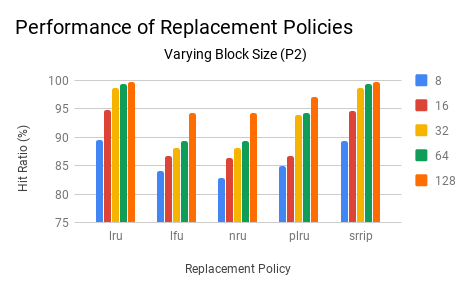 Performance of Replacement Policies
Varying Block Size (P2)
Hit Ratio (%)
100
95
90
85
80
75
lru
lfu
nru
plru
srrip
Replacement Policy
8
16
32
64
128